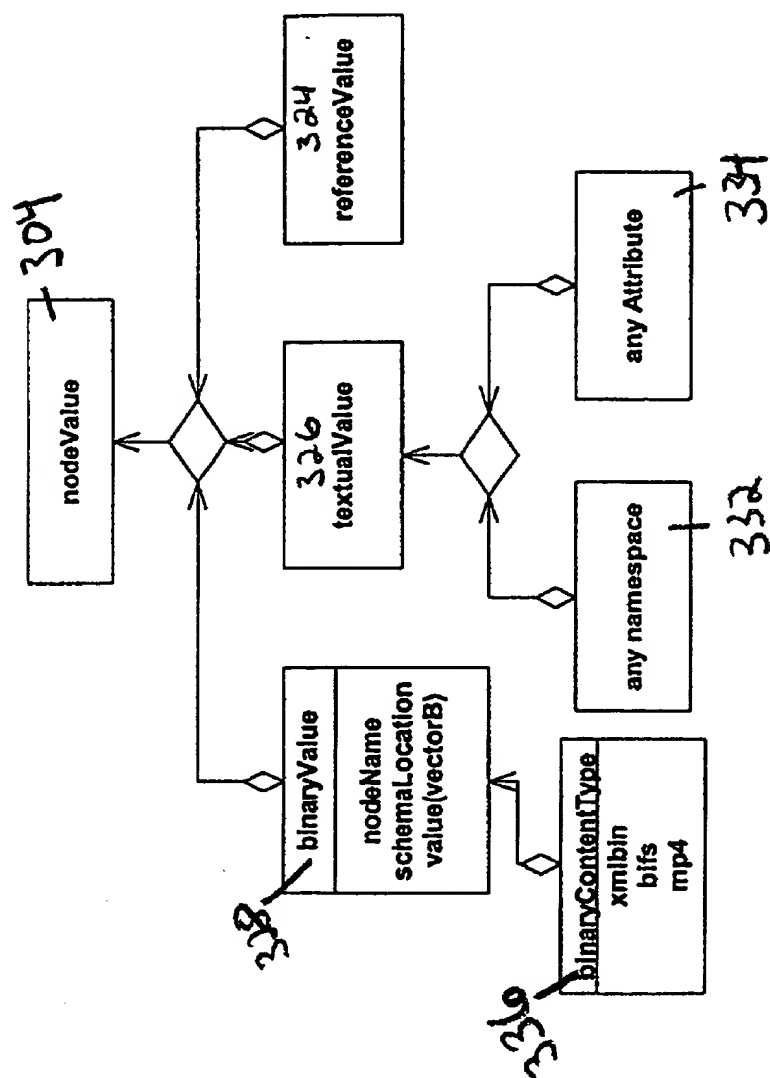 304
nodeValue
324
referenceValue
326
textualValue
328
binaryValue
nodeName
schemaLocation
value(vectorB)
any Attribute
334
any namespace
332
336
binaryContentType
xmlbin
bifs
mp4